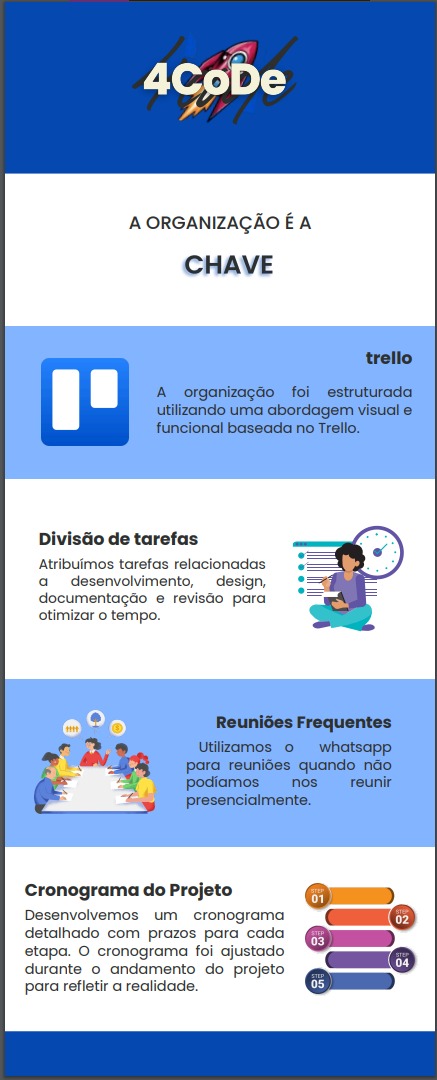 4CoDe
A ORGANIZAÇÃO É A
CHAVE
trello
A organização foi estruturada
utilizando uma abordagem visual e
funcional baseada no Trello.
Divisão de tarefas
Atribuímos tarefas relacionadas
a desenvolvimento, design,
documentação e revisão para
otimizar o tempo.
Reuniões Frequentes
Utilizamos o whatsapp
para reuniões quando não
podíamos nos reunir
presencialmente.
Cronograma do Projeto
Desenvolvemos um cronograma
detalhado com prazos para cada
etapa. O cronograma foi ajustado
durante o andamento do projeto
para refletir a realidade.
STEP
01
STEP
02
STEP
03
STEP
04
STEP
05